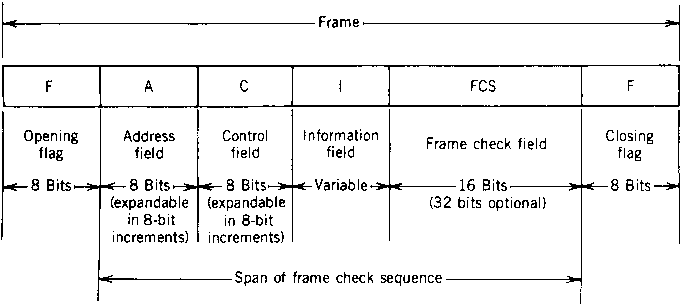 Frame
F A C I FCS F
Opening flag
Address field
Control field
Information field
Frame check field
Closing flag
8 Bits
8 Bits (expandable in 8-bit increments)
8 Bits (expandable in 8-bit increments)
Variable
16 Bits (32 bits optional)
8 Bits
Span of frame check sequence